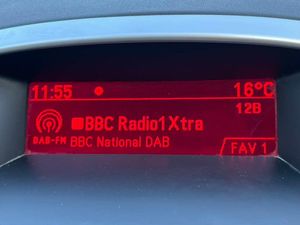 11:55 16°C
12B
BBC Radio1Xtra
DAB-FM BBC National DAB
FAV 1